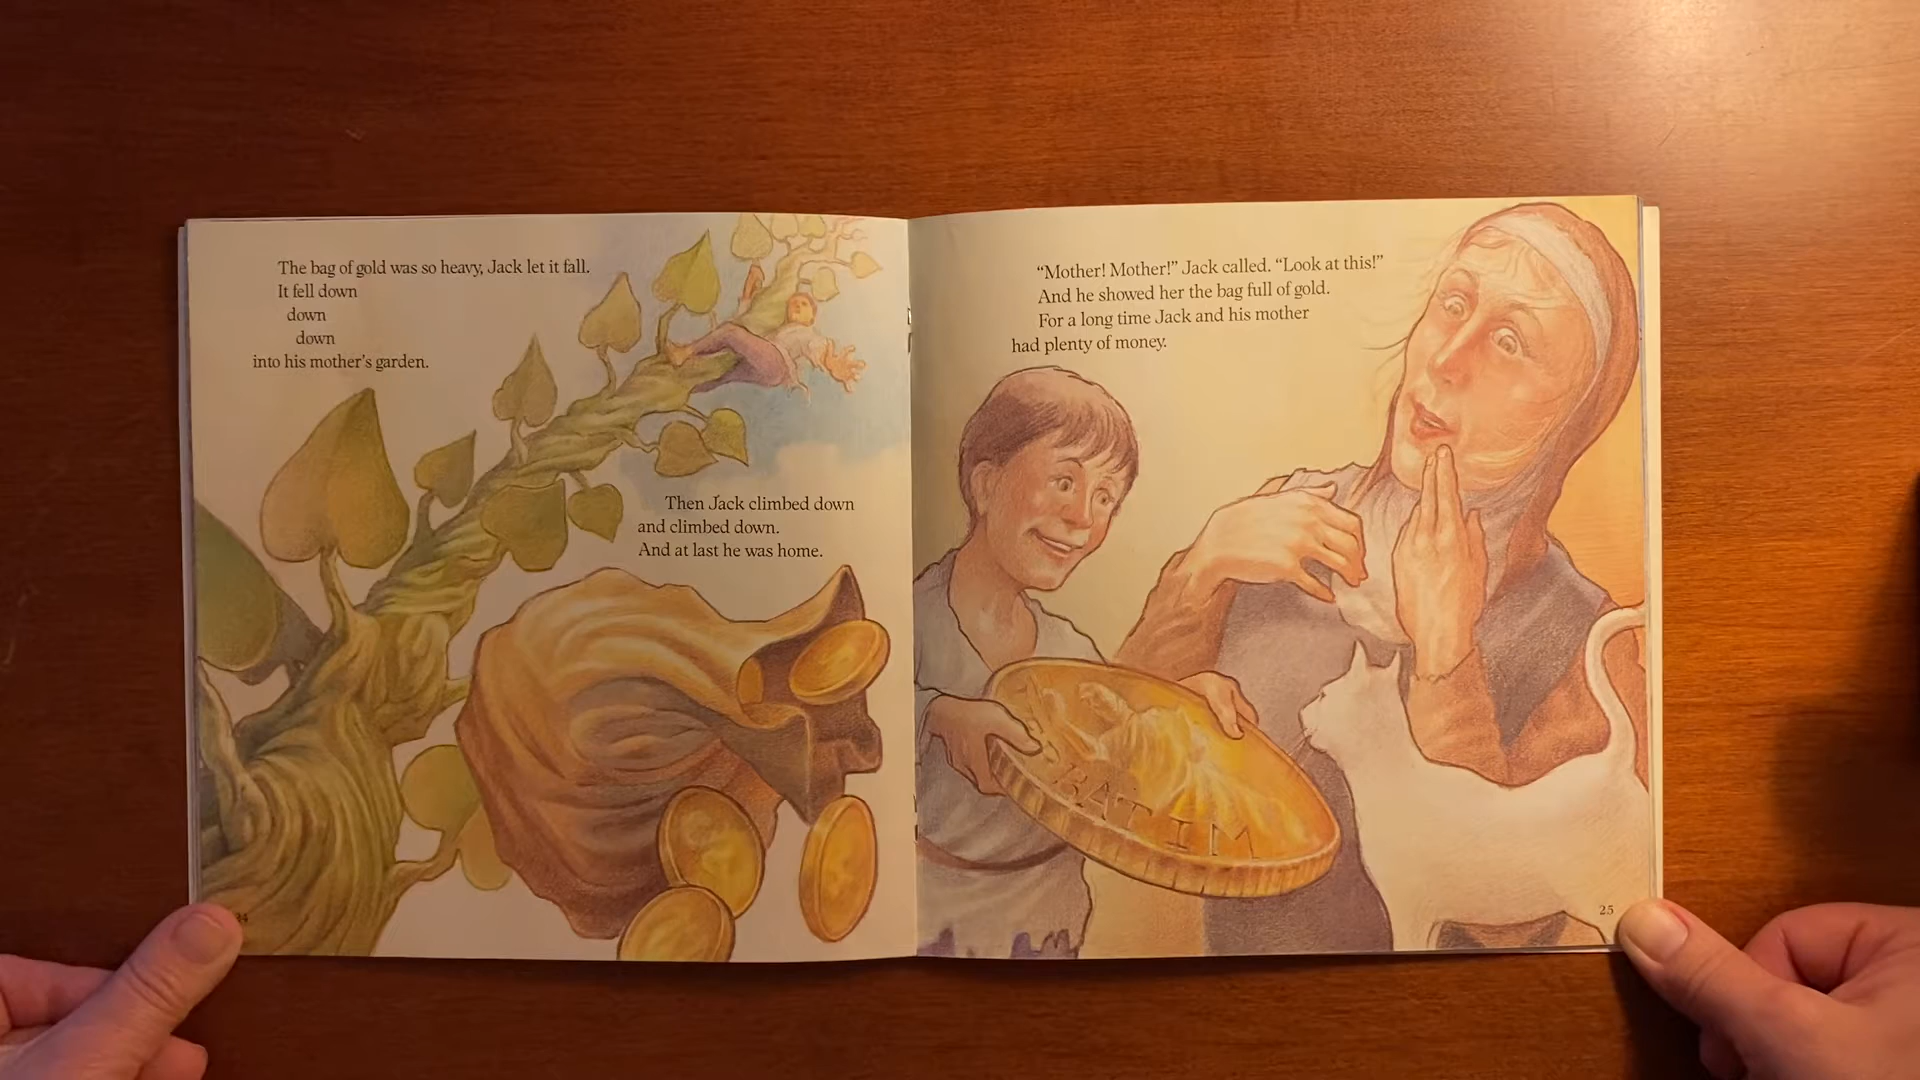 The bag of gold was so heavy, Jack let it fall.
It fell down
down
down
into his mother's garden.
Then Jack climbed down
and climbed down.
And at last he was home.
24
“Mother! Mother!” Jack called. “Look at this!”
And he showed her the bag full of gold.
For a long time Jack and his mother
had plenty of money.
BATIM
25